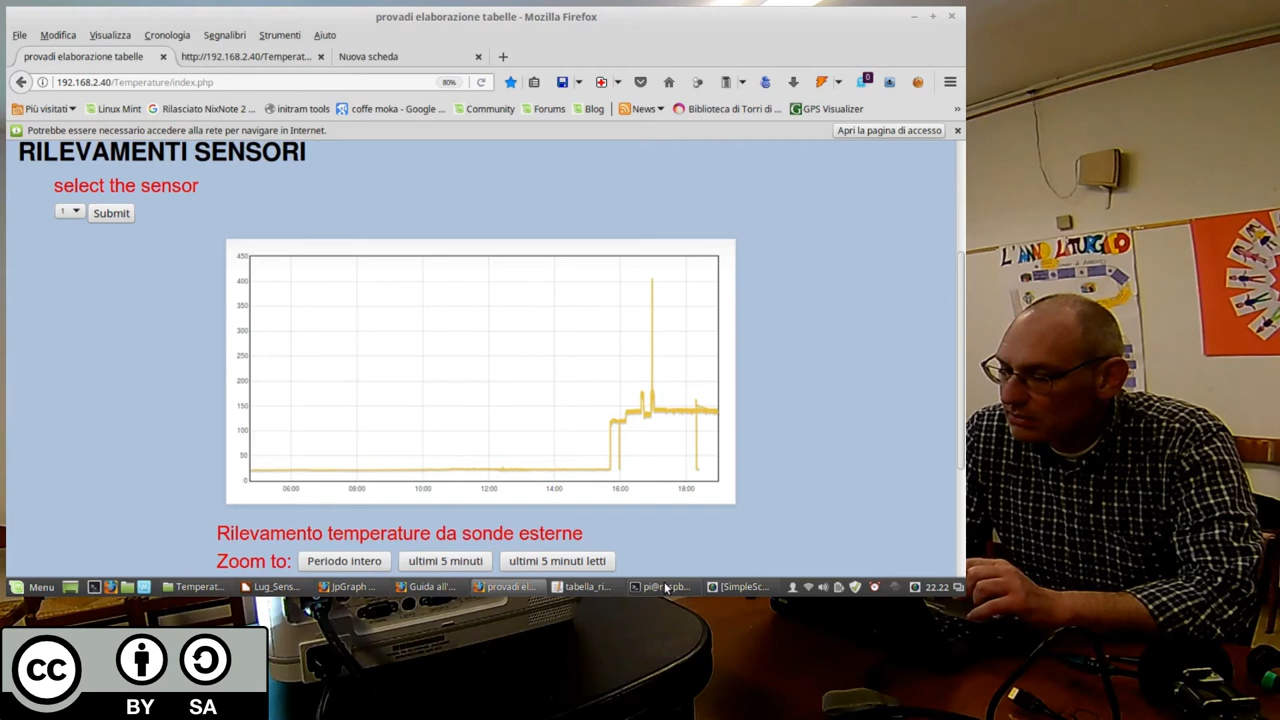 provadi elaborazione tabelle - Mozilla Firefox
File Modifica Visualizza Cronologia Segnalibri Strumenti Aiuto
provadi elaborazione tabelle http://192.168.2.40/Temperat... Nuova scheda
192.168.2.40/Temperature/index.php 80% 0
Più visitati Linux Mint Rilasciato NixNote 2 ... initram tools coffe moka - Google ... Community Forums Blog News Biblioteca di Torri di ... GPS Visualizer
Potrebbe essere necessario accedere alla rete per navigare in Internet. Apri la pagina di accesso
RILEVAMENTI SENSORI
select the sensor
1 Submit
450
400
350
300
250
200
150
100
50
0
06:00 08:00 10:00 12:00 14:00 16:00 18:00
Rilevamento temperature da sonde esterne
Zoom to: Periodo intero ultimi 5 minuti ultimi 5 minuti letti
Menu Temperat... Lug_Sens... JpGraph ... Guida all'... provadi el... tabella_ri... [SimpleSc... 22.22
L'ANNO LITURGICO
cc
BY SA